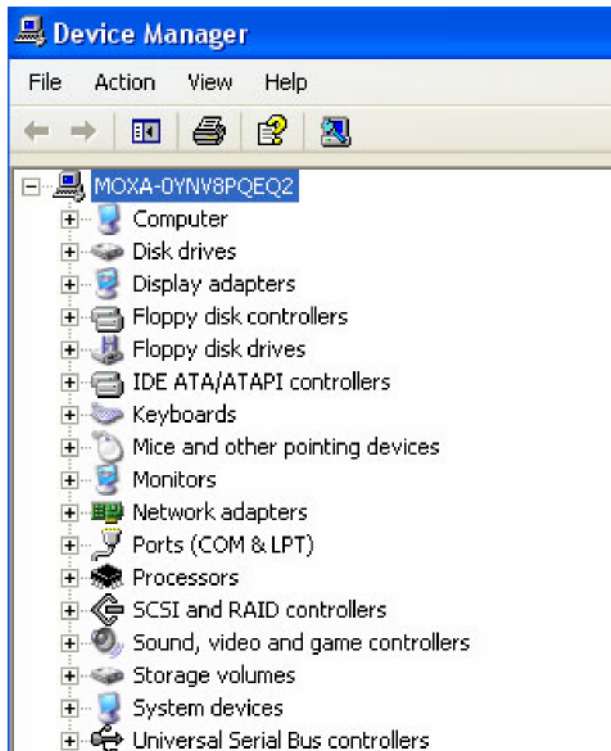 Device Manager
File Action View Help
MOXA-0YNV8PQEQ2
Computer
Disk drives
Display adapters
Floppy disk controllers
Floppy disk drives
IDE ATA/ATAPI controllers
Keyboards
Mice and other pointing devices
Monitors
Network adapters
Ports (COM & LPT)
Processors
SCSI and RAID controllers
Sound, video and game controllers
Storage volumes
System devices
Universal Serial Bus controllers